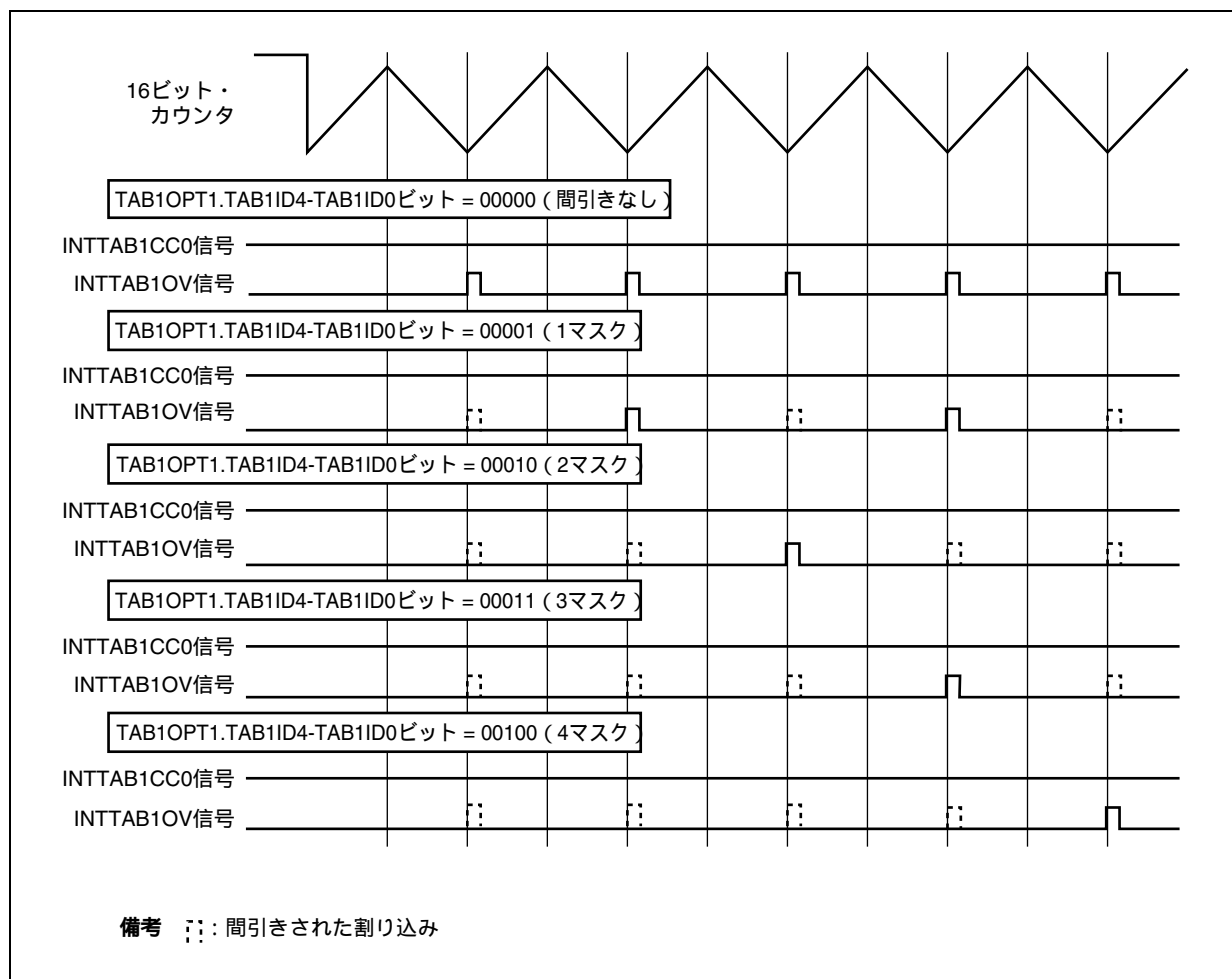 16ビット・
カウンタ
TAB1OPT1.TAB1ID4-TAB1ID0ビット = 00000（間引きなし）
INTTAB1CC0信号
INTTAB1OV信号
TAB1OPT1.TAB1ID4-TAB1ID0ビット = 00001（1マスク）
INTTAB1CC0信号
INTTAB1OV信号
TAB1OPT1.TAB1ID4-TAB1ID0ビット = 00010（2マスク）
INTTAB1CC0信号
INTTAB1OV信号
TAB1OPT1.TAB1ID4-TAB1ID0ビット = 00011（3マスク）
INTTAB1CC0信号
INTTAB1OV信号
TAB1OPT1.TAB1ID4-TAB1ID0ビット = 00100（4マスク）
INTTAB1CC0信号
INTTAB1OV信号
備考 : 間引きされた割り込み